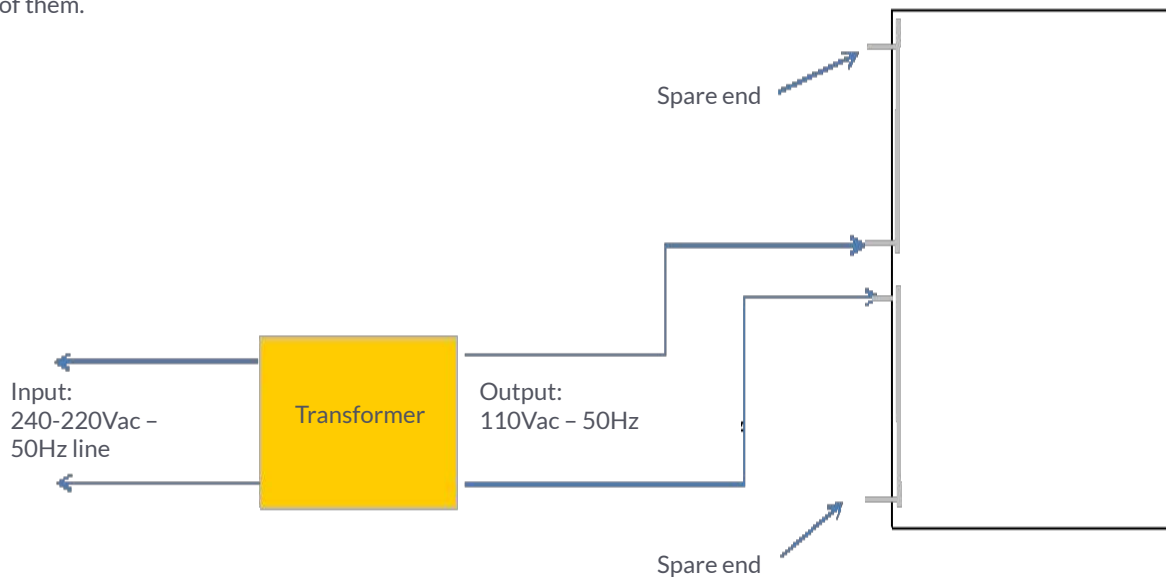 of them.
Spare end
Input:
240-220Vac –
50Hz line
Transformer
Output:
110Vac – 50Hz
Spare end